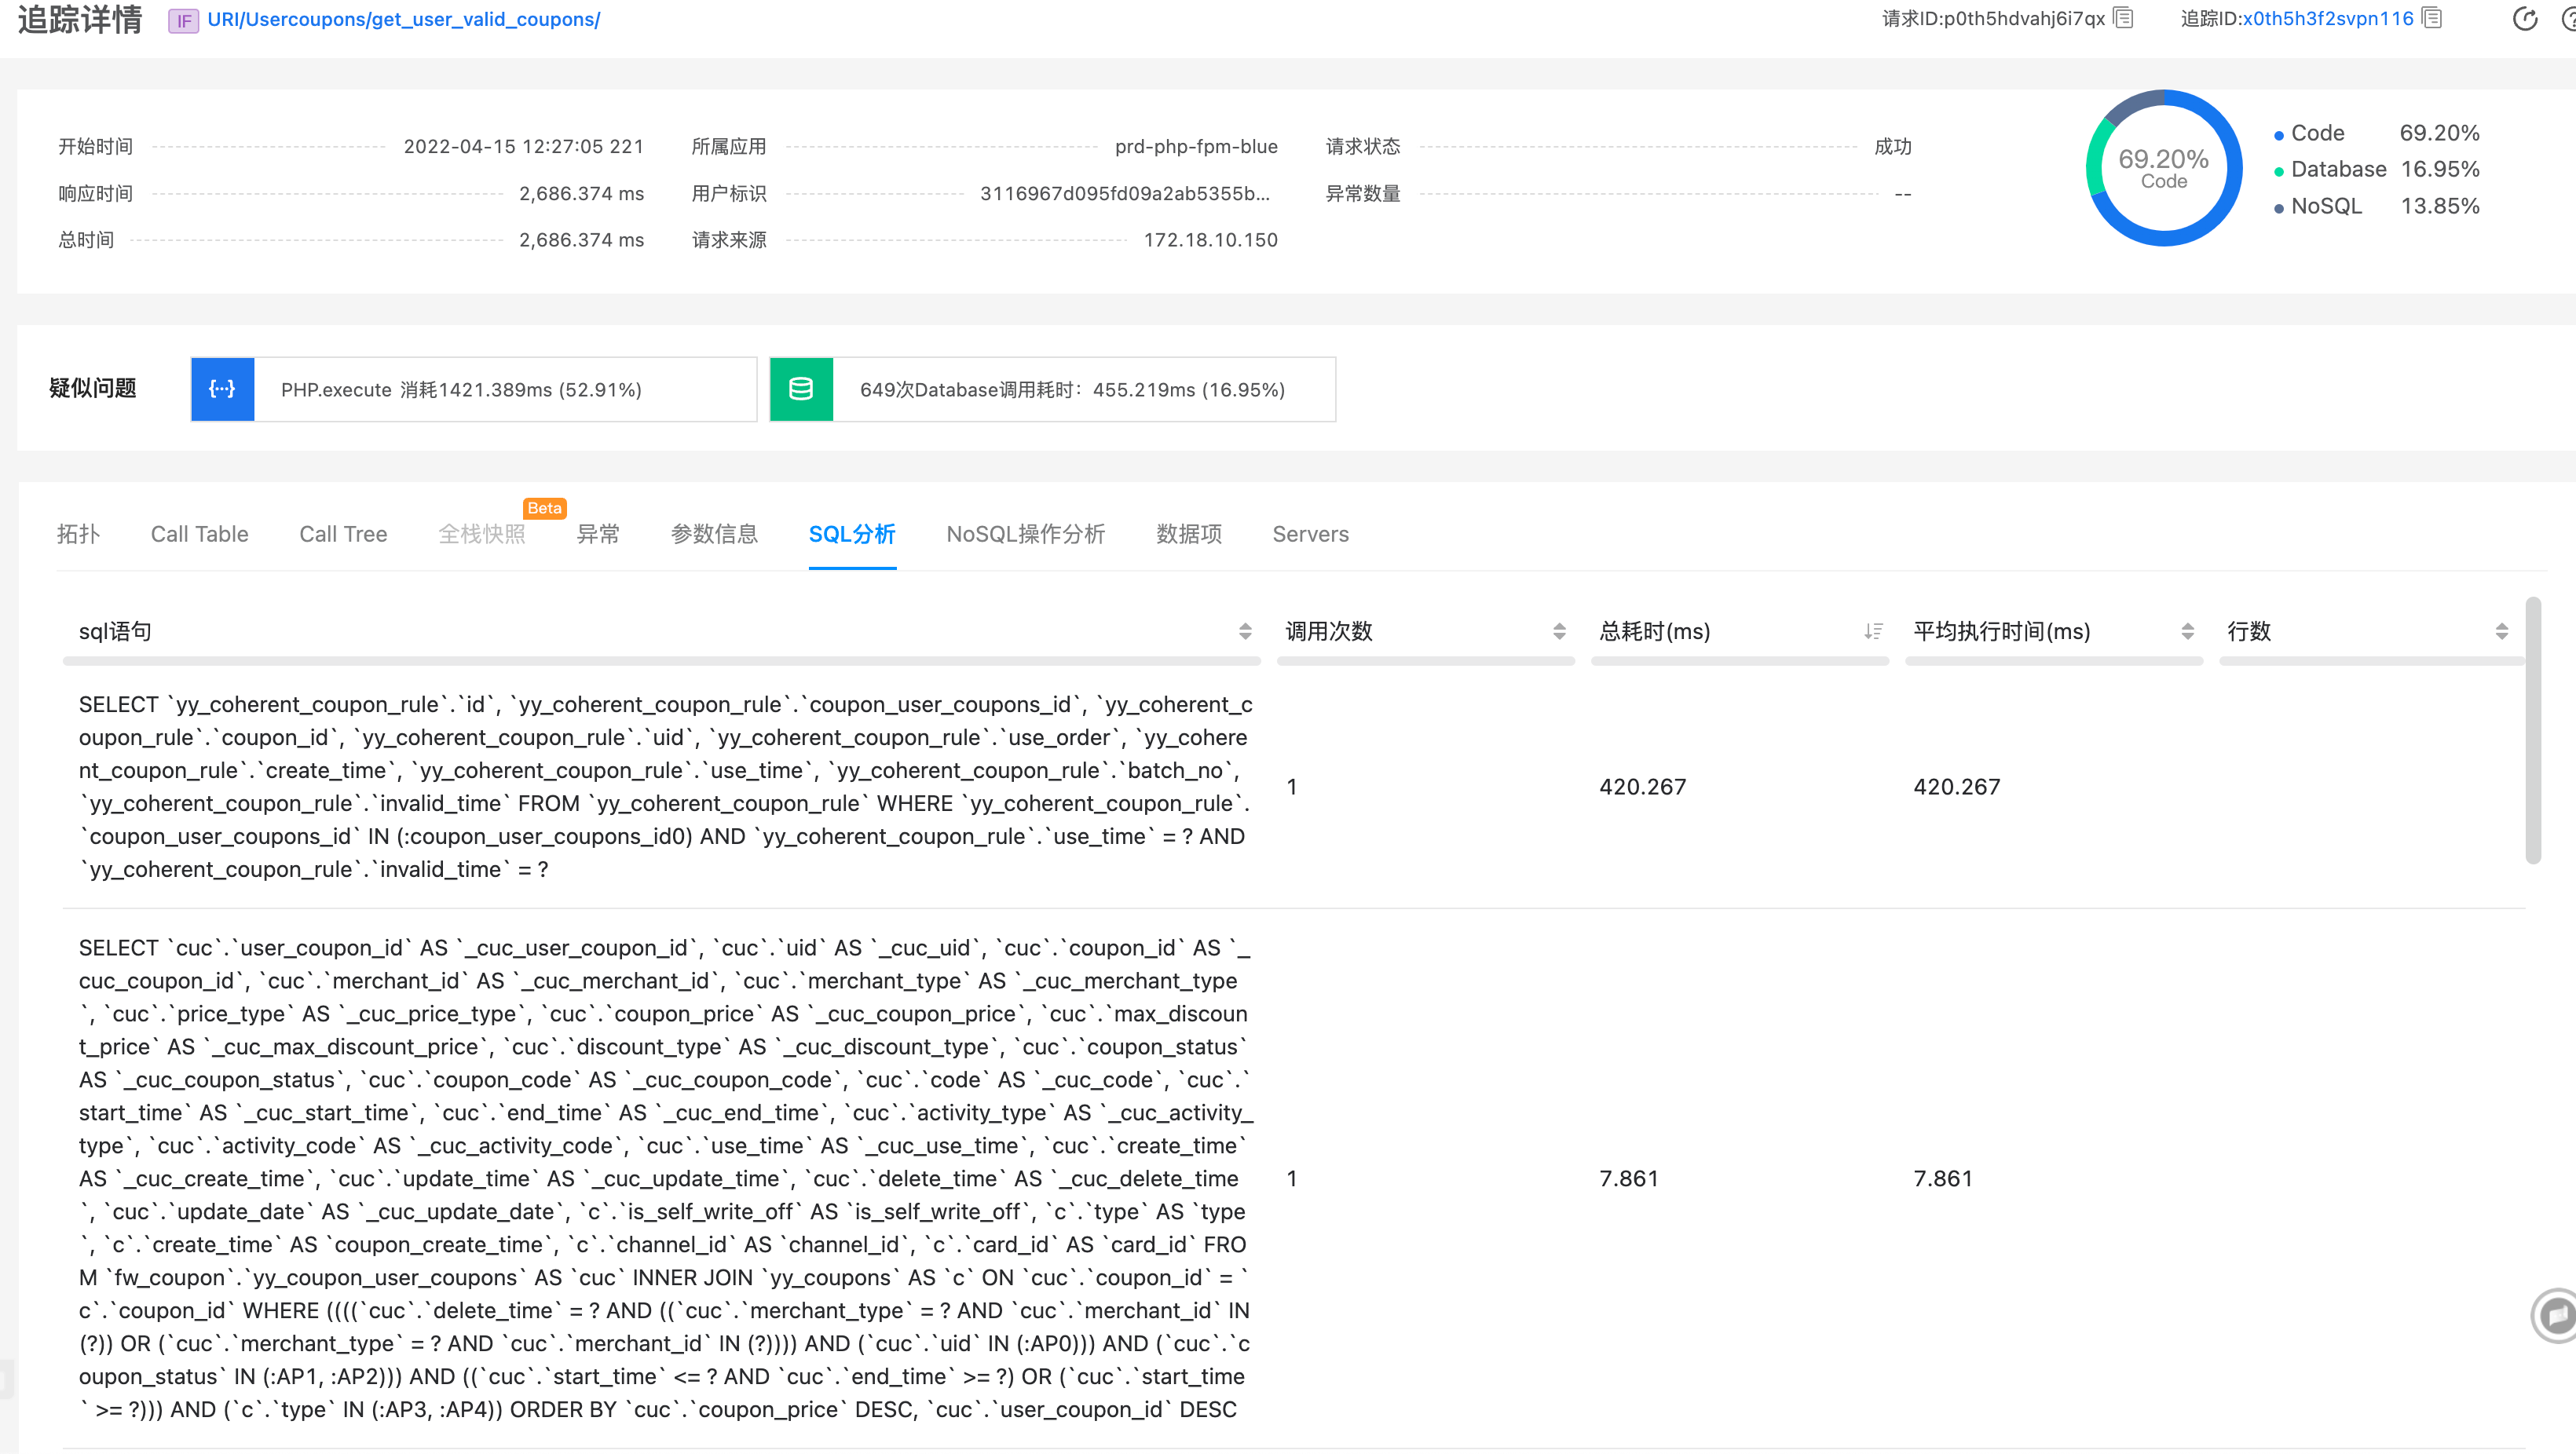 追踪详情 IF URI/Usercoupons/get_user_valid_coupons/ 请求ID:p0th5hdvahj6i7qx 追踪ID:x0th5h3f2svpn116
开始时间 2022-04-15 12:27:05 221 所属应用 prd-php-fpm-blue 请求状态 成功
响应时间 2,686.374 ms 用户标识 3116967d095fd09a2ab5355b... 异常数量 --
总时间 2,686.374 ms 请求来源 172.18.10.150
69.20%
Code
Code 69.20%
Database 16.95%
NoSQL 13.85%
疑似问题 {···} PHP.execute 消耗1421.389ms (52.91%) 649次Database调用耗时：455.219ms (16.95%)
拓扑 Call Table Call Tree 全栈快照 Beta 异常 参数信息 SQL分析 NoSQL操作分析 数据项 Servers
sql语句 调用次数 总耗时(ms) 平均执行时间(ms) 行数
SELECT `yy_coherent_coupon_rule`.`id`, `yy_coherent_coupon_rule`.`coupon_user_coupons_id`, `yy_coherent_c
oupon_rule`.`coupon_id`, `yy_coherent_coupon_rule`.`uid`, `yy_coherent_coupon_rule`.`use_order`, `yy_cohere
nt_coupon_rule`.`create_time`, `yy_coherent_coupon_rule`.`use_time`, `yy_coherent_coupon_rule`.`batch_no`,
`yy_coherent_coupon_rule`.`invalid_time` FROM `yy_coherent_coupon_rule` WHERE `yy_coherent_coupon_rule`.
`coupon_user_coupons_id` IN (:coupon_user_coupons_id0) AND `yy_coherent_coupon_rule`.`use_time` = ? AND
`yy_coherent_coupon_rule`.`invalid_time` = ?
1 420.267 420.267
SELECT `cuc`.`user_coupon_id` AS `_cuc_user_coupon_id`, `cuc`.`uid` AS `_cuc_uid`, `cuc`.`coupon_id` AS `_
cuc_coupon_id`, `cuc`.`merchant_id` AS `_cuc_merchant_id`, `cuc`.`merchant_type` AS `_cuc_merchant_type
`, `cuc`.`price_type` AS `_cuc_price_type`, `cuc`.`coupon_price` AS `_cuc_coupon_price`, `cuc`.`max_discoun
t_price` AS `_cuc_max_discount_price`, `cuc`.`discount_type` AS `_cuc_discount_type`, `cuc`.`coupon_status`
AS `_cuc_coupon_status`, `cuc`.`coupon_code` AS `_cuc_coupon_code`, `cuc`.`code` AS `_cuc_code`, `cuc`.`
start_time` AS `_cuc_start_time`, `cuc`.`end_time` AS `_cuc_end_time`, `cuc`.`activity_type` AS `_cuc_activity_
type`, `cuc`.`activity_code` AS `_cuc_activity_code`, `cuc`.`use_time` AS `_cuc_use_time`, `cuc`.`create_time`
AS `_cuc_create_time`, `cuc`.`update_time` AS `_cuc_update_time`, `cuc`.`delete_time` AS `_cuc_delete_time
`, `cuc`.`update_date` AS `_cuc_update_date`, `c`.`is_self_write_off` AS `is_self_write_off`, `c`.`type` AS `type
`, `c`.`create_time` AS `coupon_create_time`, `c`.`channel_id` AS `channel_id`, `c`.`card_id` AS `card_id` FRO
M `fw_coupon`.`yy_coupon_user_coupons` AS `cuc` INNER JOIN `yy_coupons` AS `c` ON `cuc`.`coupon_id` = `
c`.`coupon_id` WHERE ((((`cuc`.`delete_time` = ? AND ((`cuc`.`merchant_type` = ? AND `cuc`.`merchant_id` IN
(?)) OR (`cuc`.`merchant_type` = ? AND `cuc`.`merchant_id` IN (?)))) AND (`cuc`.`uid` IN (:AP0))) AND (`cuc`.`c
oupon_status` IN (:AP1, :AP2))) AND ((`cuc`.`start_time` <= ? AND `cuc`.`end_time` >= ?) OR (`cuc`.`start_time
` >= ?))) AND (`c`.`type` IN (:AP3, :AP4)) ORDER BY `cuc`.`coupon_price` DESC, `cuc`.`user_coupon_id` DESC
1 7.861 7.861